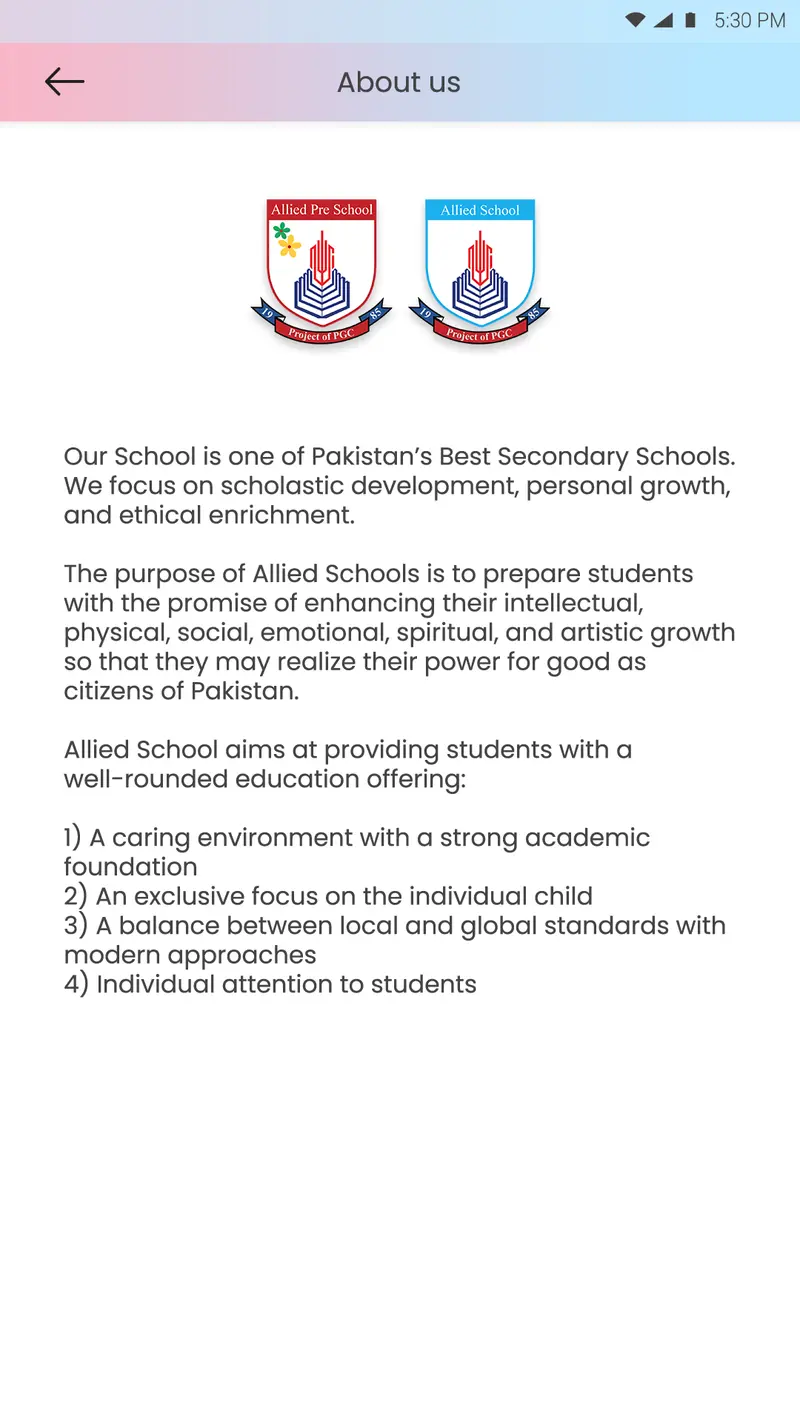 5:30 PM
About us
Allied Pre School
19
85
Project of PGC
Allied School
19
85
Project of PGC
Our School is one of Pakistan’s Best Secondary Schools.
We focus on scholastic development, personal growth,
and ethical enrichment.
The purpose of Allied Schools is to prepare students
with the promise of enhancing their intellectual,
physical, social, emotional, spiritual, and artistic growth
so that they may realize their power for good as
citizens of Pakistan.
Allied School aims at providing students with a
well-rounded education offering:
1) A caring environment with a strong academic
foundation
2) An exclusive focus on the individual child
3) A balance between local and global standards with
modern approaches
4) Individual attention to students